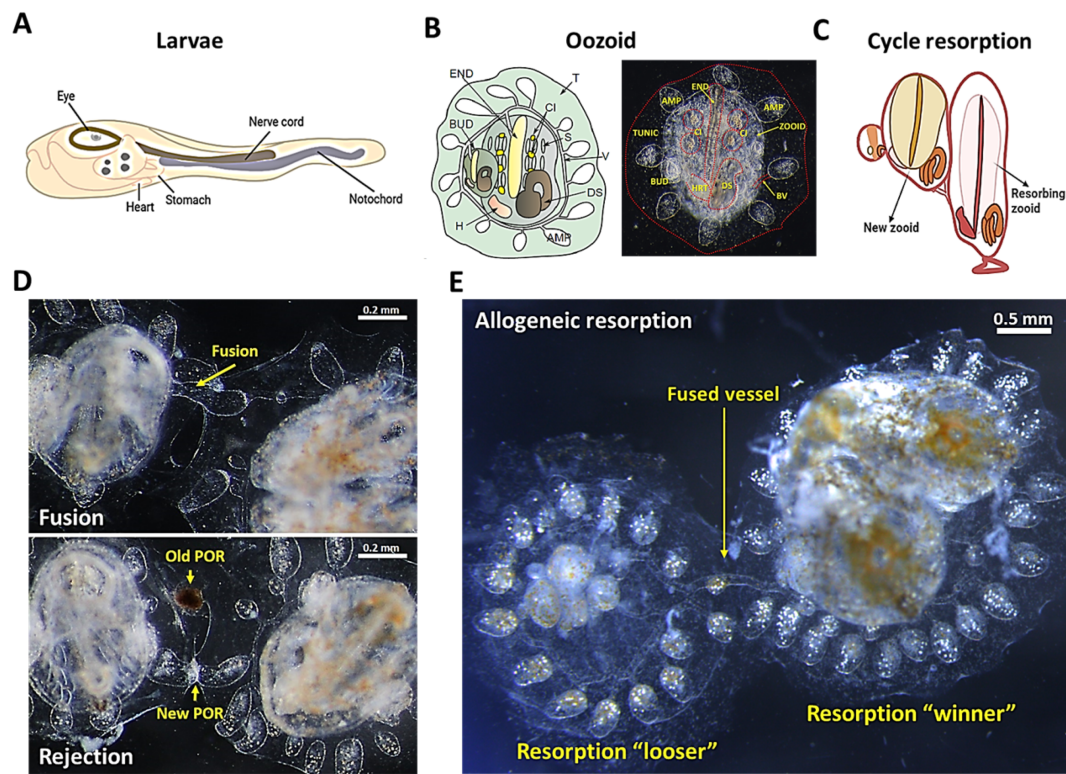 A
Larvae
Eye
Nerve cord
Heart
Stomach
Notochord
B
Oozoid
END
T
CI
BUD
S
V
DS
H
AMP
END
AMP
AMP
CI
CI
TUNIC
ZOOID
BUD
HRT
DS
BV
C
Cycle resorption
New zooid
Resorbing
zooid
D
0.2 mm
Fusion
Fusion
0.2 mm
Old POR
New POR
Rejection
E
Allogeneic resorption
0.5 mm
Fused vessel
Resorption "looser"
Resorption "winner"